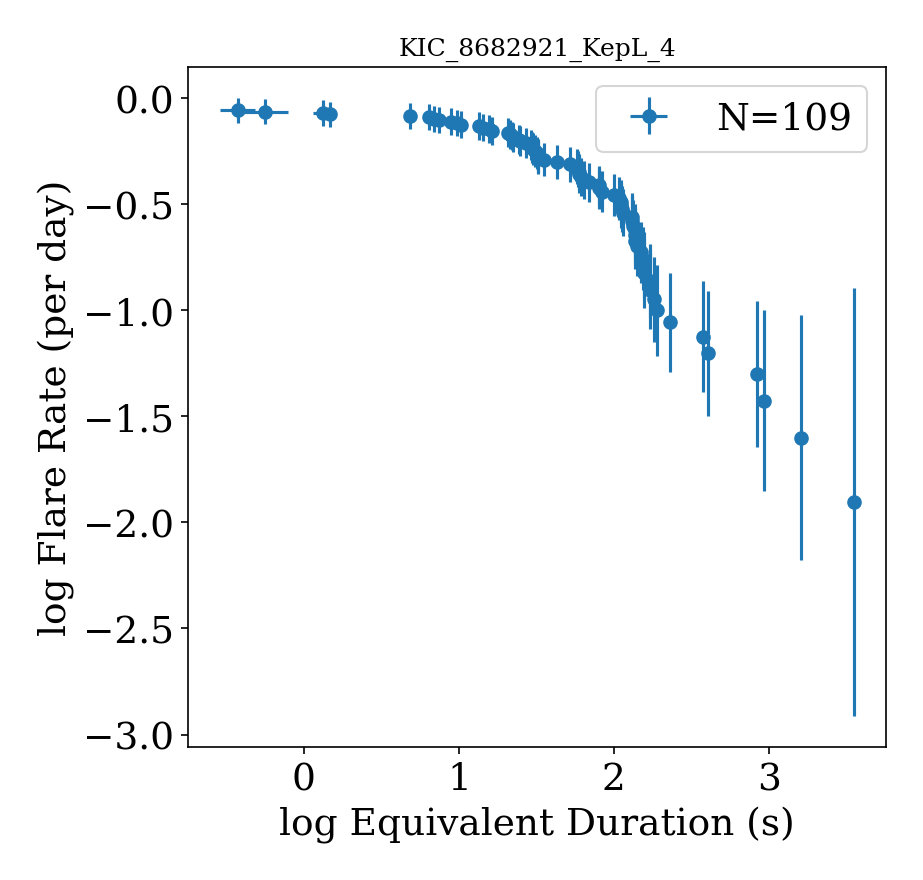 KIC_8682921_KepL_4
N=109
log Flare Rate (per day)
0.0
−0.5
−1.0
−1.5
−2.0
−2.5
−3.0
0 1 2 3
log Equivalent Duration (s)